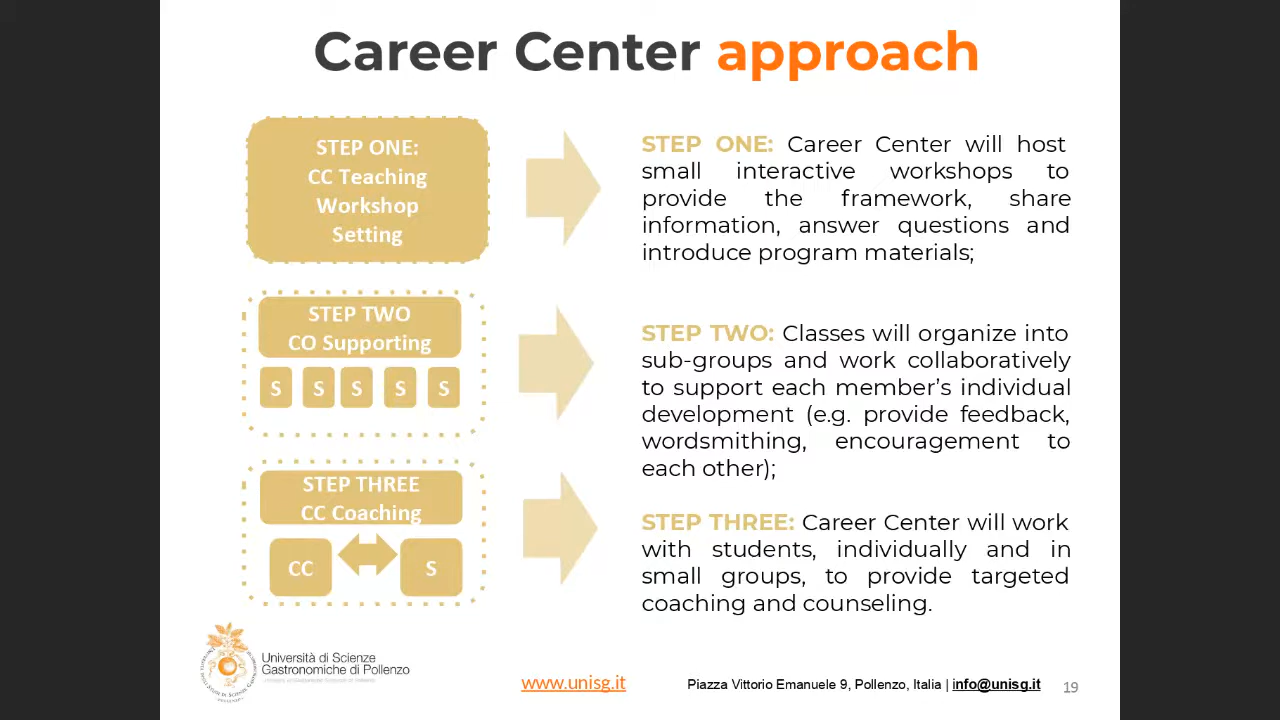 Career Center approach
STEP ONE:
CC Teaching
Workshop
Setting
STEP ONE: Career Center will host
small interactive workshops to
provide the framework, share
information, answer questions and
introduce program materials;
STEP TWO
CO Supporting
S S S S S
STEP TWO: Classes will organize into
sub-groups and work collaboratively
to support each member's individual
development (e.g. provide feedback,
wordsmithing, encouragement to
each other);
STEP THREE
CC Coaching
CC S
STEP THREE: Career Center will work
with students, individually and in
small groups, to provide targeted
coaching and counseling.
Università di Scienze
Gastronomiche di Pollenzo
www.unisg.it
Piazza Vittorio Emanuele 9, Pollenzo, Italia | info@unisg.it
19